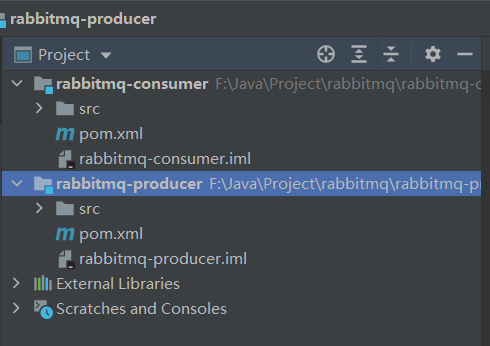 rabbitmq-producer
Project
rabbitmq-consumer F:\Java\Project\rabbitmq\rabbitmq-c
src
pom.xml
rabbitmq-consumer.iml
rabbitmq-producer F:\Java\Project\rabbitmq\rabbitmq-pr
src
pom.xml
rabbitmq-producer.iml
External Libraries
Scratches and Consoles